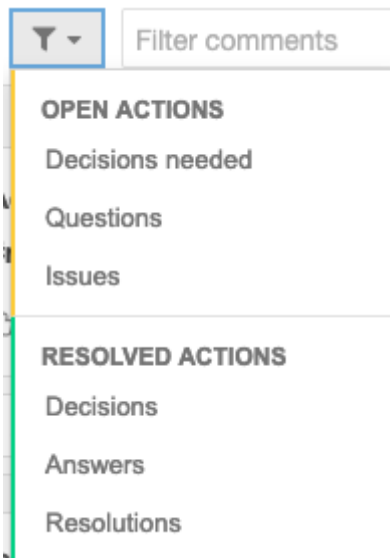 Filter comments
OPEN ACTIONS
Decisions needed
Questions
Issues
RESOLVED ACTIONS
Decisions
Answers
Resolutions